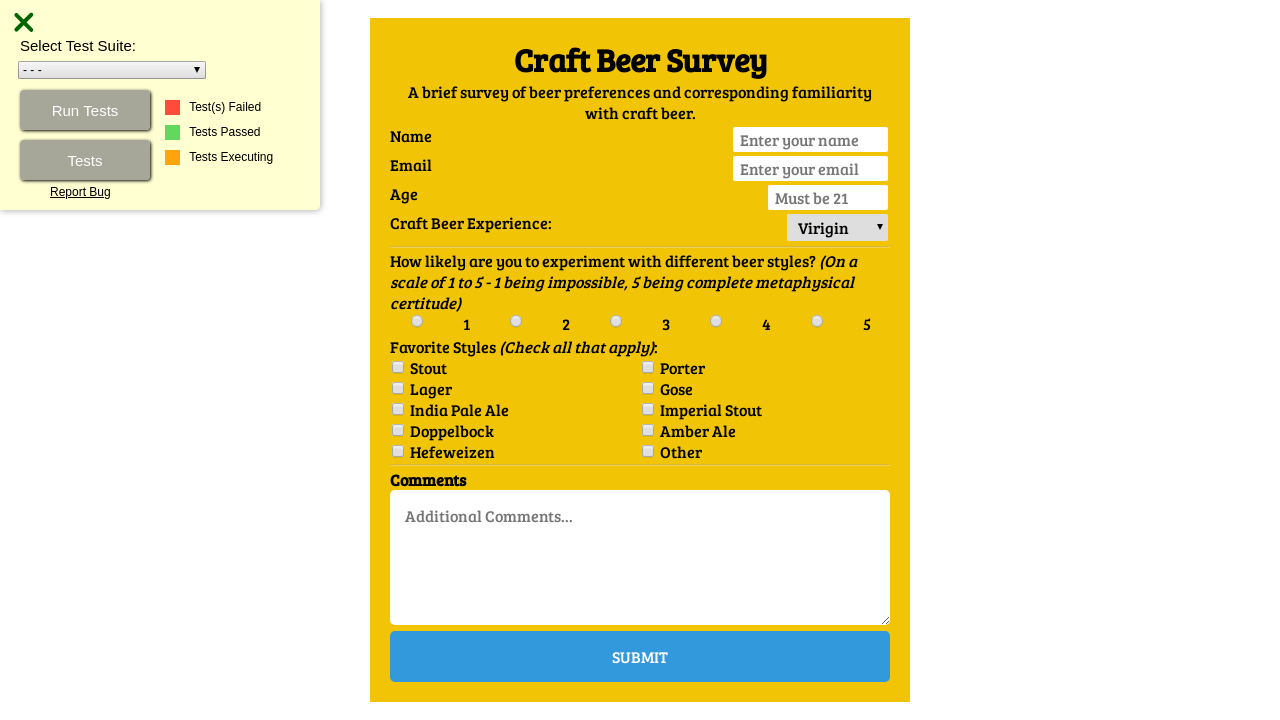 Select Test Suite:
- - -
Run Tests
Tests
Report Bug
Test(s) Failed
Tests Passed
Tests Executing
Craft Beer Survey
A brief survey of beer preferences and corresponding familiarity
with craft beer.
Name
Enter your name
Email
Enter your email
Age
Must be 21
Craft Beer Experience:
Virigin
How likely are you to experiment with different beer styles? (On a
scale of 1 to 5 - 1 being impossible, 5 being complete metaphysical
certitude)
1 2 3 4 5
Favorite Styles (Check all that apply):
Stout Porter
Lager Gose
India Pale Ale Imperial Stout
Doppelbock Amber Ale
Hefeweizen Other
Comments
Additional Comments...
SUBMIT